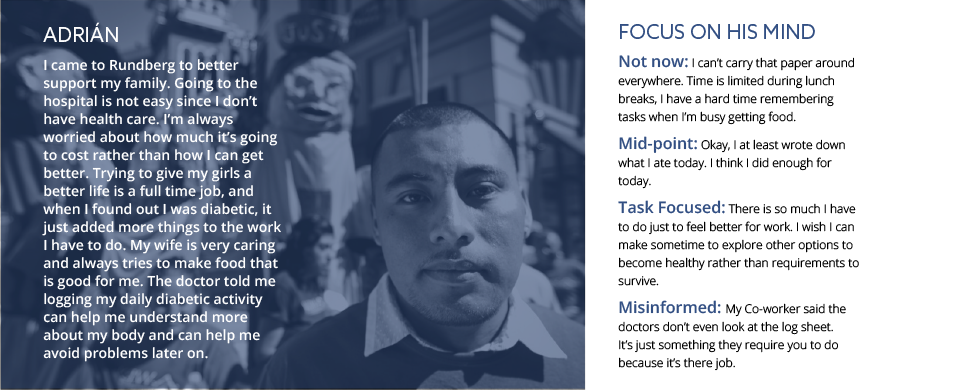 ADRIÁN
I came to Rundberg to better
support my family. Going to the
hospital is not easy since I don't
have health care. I'm always
worried about how much it's going
to cost rather than how I can get
better. Trying to give my girls a
better life is a full time job, and
when I found out I was diabetic, it
just added more things to the work
I have to do. My wife is very caring
and always tries to make food that
is good for me. The doctor told me
logging my daily diabetic activity
can help me understand more
about my body and can help me
avoid problems later on.
JUS
FOCUS ON HIS MIND
Not now: I can't carry that paper around
everywhere. Time is limited during lunch
breaks, I have a hard time remembering
tasks when I'm busy getting food.
Mid-point: Okay, I at least wrote down
what I ate today. I think I did enough for
today.
Task Focused: There is so much I have
to do just to feel better for work. I wish I can
make sometime to explore other options to
become healthy rather than requirements to
survive.
Misinformed: My Co-worker said the
doctors don't even look at the log sheet.
It's just something they require you to do
because it's there job.